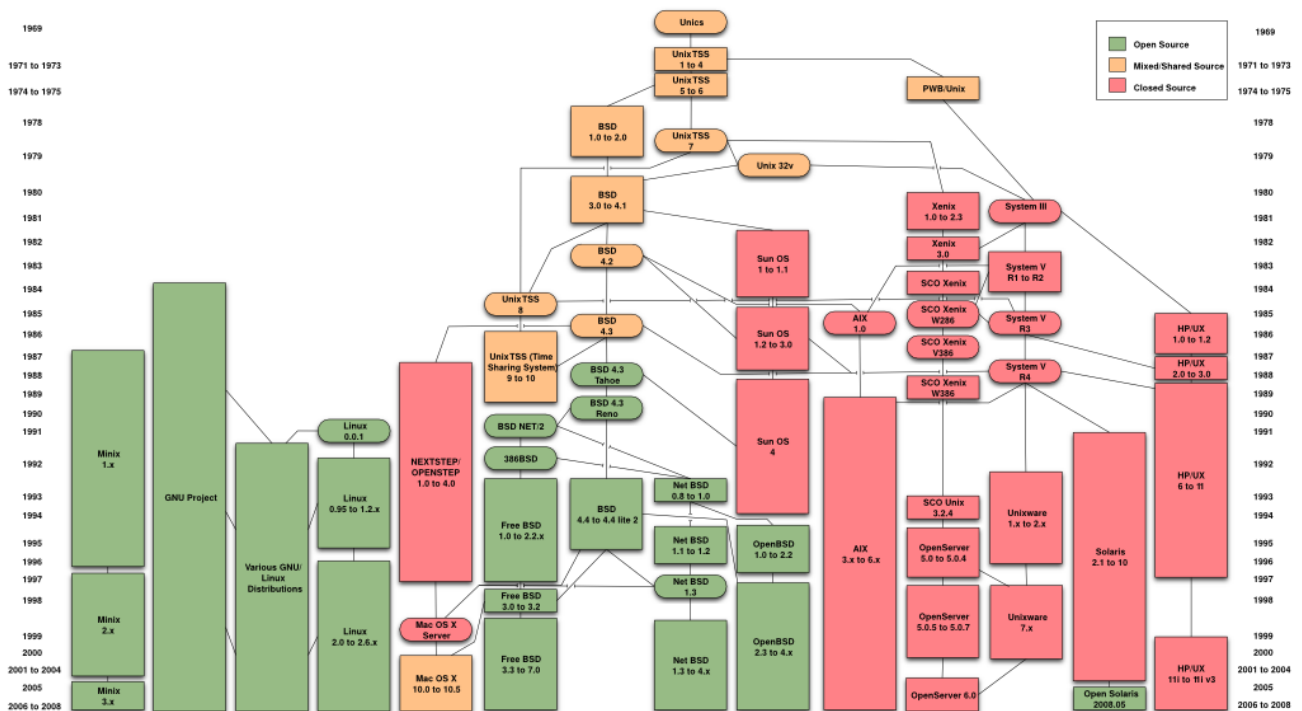 1969
1971 to 1973
1974 to 1975
1978
1979
1980
1981
1982
1983
1984
1985
1986
1987
1988
1989
1990
1991
1992
1993
1994
1995
1996
1997
1998
1999
2000
2001 to 2004
2005
2006 to 2008
Open Source
Mixed/Shared Source
Closed Source
1969
1971 to 1973
1974 to 1975
1978
1979
1980
1981
1982
1983
1984
1985
1986
1987
1988
1989
1990
1991
1992
1993
1994
1995
1996
1997
1998
1999
2000
2001 to 2004
2005
2006 to 2008
Unics
UnixTSS
1 to 4
UnixTSS
5 to 6
PWB/Unix
BSD
1.0 to 2.0
UnixTSS
7
Unix 32v
BSD
3.0 to 4.1
Xenix
1.0 to 2.3
System III
Xenix
3.0
BSD
4.2
Sun OS
1 to 1.1
SCO Xenix
System V
R1 to R2
UnixTSS
8
BSD
4.3
Sun OS
1.2 to 3.0
AIX
1.0
SCO Xenix
W286
System V
R3
HP/UX
1.0 to 1.2
UnixTSS (Time
Sharing System)
9 to 10
SCO Xenix
V386
HP/UX
2.0 to 3.0
BSD 4.3
Tahoe
System V
R4
SCO Xenix
W386
BSD 4.3
Reno
BSD NET/2
Linux
0.0.1
Minix
1.x
GNU Project
NEXTSTEP/
OPENSTEP
1.0 to 4.0
386BSD
Sun OS
4
HP/UX
6 to 11
Linux
0.95 to 1.2.x
Free BSD
1.0 to 2.2.x
BSD
4.4 to 4.4 lite 2
Net BSD
0.8 to 1.0
SCO Unix
3.2.4
Unixware
1.x to 2.x
Net BSD
1.1 to 1.2
OpenBSD
1.0 to 2.2
AIX
3.x to 6.x
OpenServer
5.0 to 5.0.4
Solaris
2.1 to 10
Various GNU/
Linux
Distributions
Net BSD
1.3
Free BSD
3.0 to 3.2
Minix
2.x
Mac OS X
Server
Linux
2.0 to 2.6.x
OpenBSD
2.3 to 4.x
OpenServer
5.0.5 to 5.0.7
Unixware
7.x
Free BSD
3.3 to 7.0
Net BSD
1.3 to 4.x
HP/UX
11i to 11i v3
Mac OS X
10.0 to 10.5
Minix
3.x
OpenServer 6.0
Open Solaris
2008.05